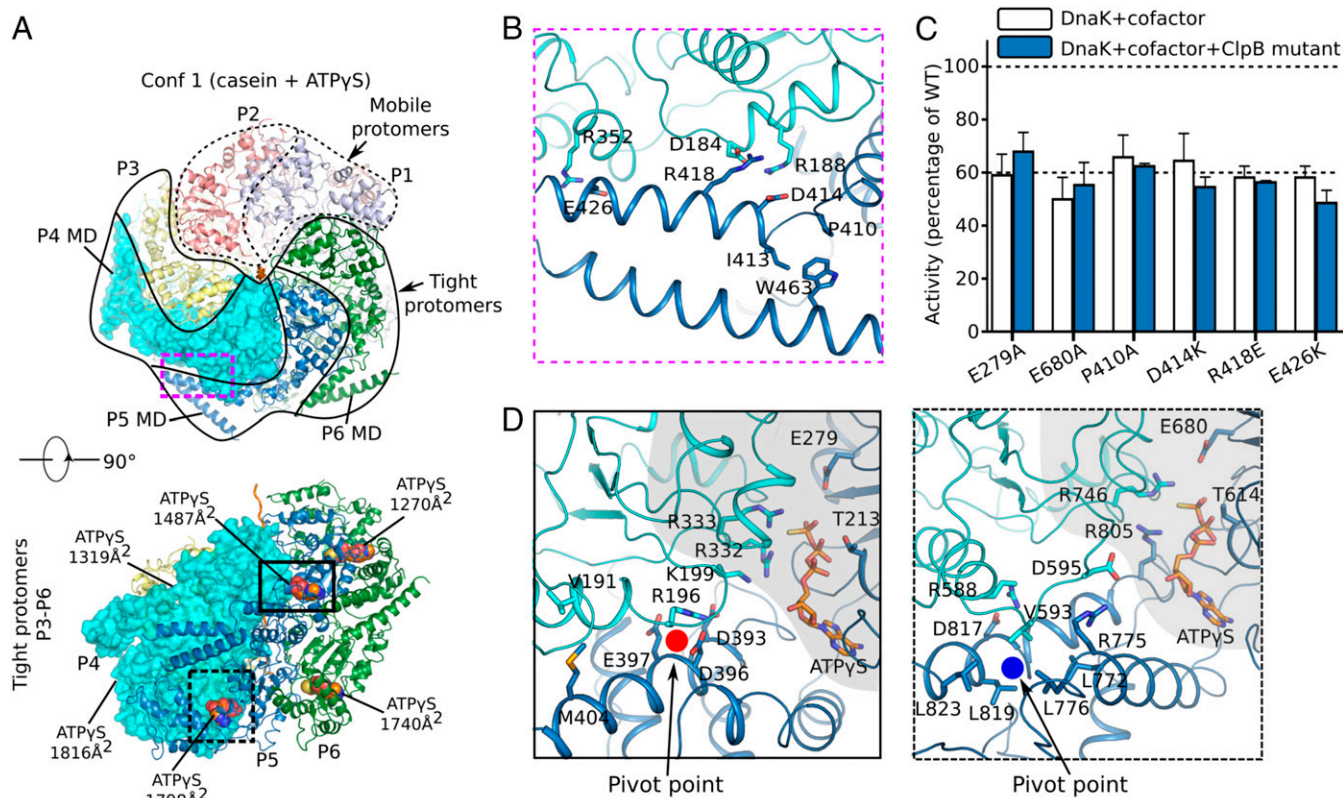 A
Conf 1 (casein + ATPγS)
P2
Mobile
protomers
P1
P3
P4 MD
Tight
protomers
P5 MD
P6 MD
90°
Tight protomers
P3-P6
ATPγS
1487Å2
ATPγS
1270Å2
ATPγS
1319Å2
P4
ATPγS
1816Å2
ATPγS
P5
P6
ATPγS
1740Å2
B
R352
D184
R418
R188
E426
D414
P410
I413
W463
C
DnaK+cofactor
DnaK+cofactor+ClpB mutant
Activity (percentage of WT)
100
80
60
40
20
0
E279A
E680A
P410A
D414K
R418E
E426K
D
E279
R333
T213
R332
K199
V191
R196
D393
E397
D396
ATPγS
M404
Pivot point
E680
R746
T614
R805
D595
R588
V593
D817
R775
ATPγS
L772
L823
L819
L776
Pivot point